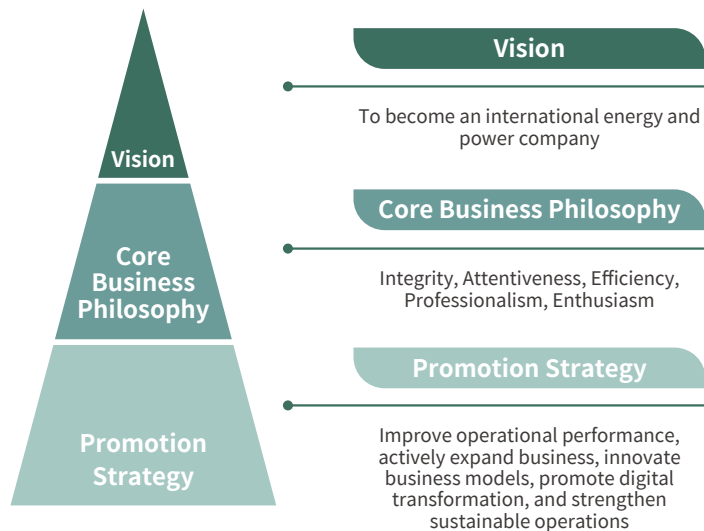 Vision
Core
Business
Philosophy
Promotion
Strategy
Vision
To become an international energy and
power company
Core Business Philosophy
Integrity, Attentiveness, Efficiency,
Professionalism, Enthusiasm
Promotion Strategy
Improve operational performance,
actively expand business, innovate
business models, promote digital
transformation, and strengthen
sustainable operations